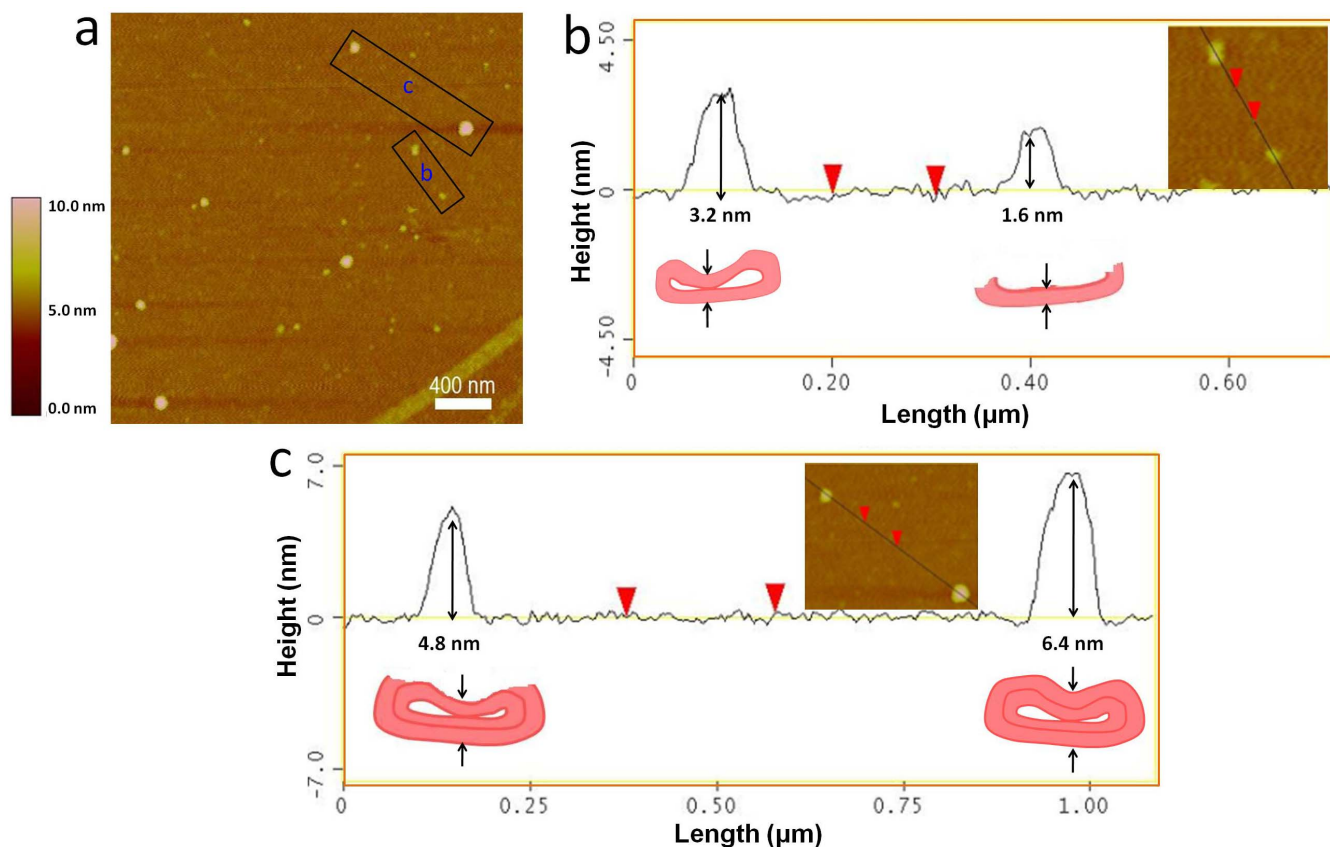 a
c
b
10.0 nm
5.0 nm
0.0 nm
400 nm
b
Height (nm)
4.50
0
-4.50
3.2 nm
1.6 nm
0
0.20
0.40
0.60
Length (µm)
c
Height (nm)
7.0
0
-7.0
4.8 nm
6.4 nm
0
0.25
0.50
0.75
1.00
Length (µm)